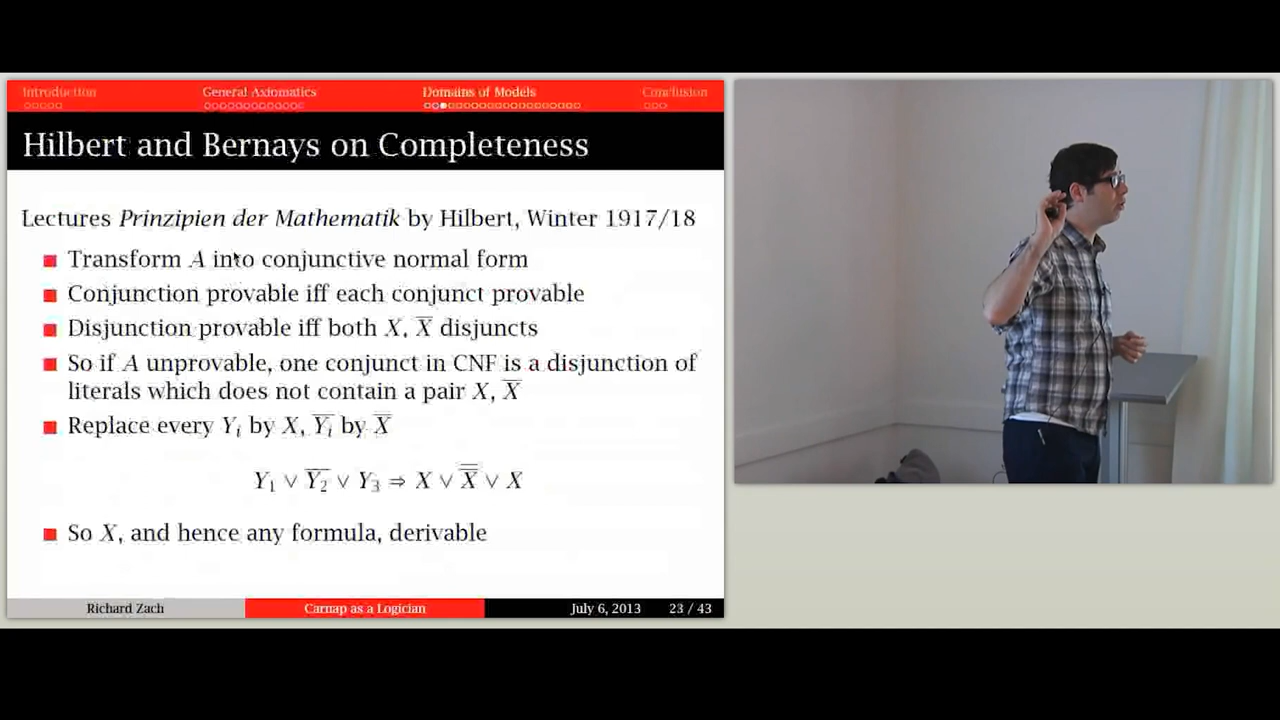 Introduction General Axiomatics Domains of Models Conclusion
Hilbert and Bernays on Completeness
Lectures Prinzipien der Mathematik by Hilbert, Winter 1917/18
Transform A into conjunctive normal form
Conjunction provable iff each conjunct provable
Disjunction provable iff both X, X̅ disjuncts
So if A unprovable, one conjunct in CNF is a disjunction of
literals which does not contain a pair X, X̅
Replace every Yᵢ by X, Y̅ᵢ by X̿
Y₁ ∨ Y̅₂ ∨ Y₃ ⇒ X ∨ X̿ ∨ X
So X, and hence any formula, derivable
Richard Zach Carnap as a Logician July 6, 2013 23 / 43